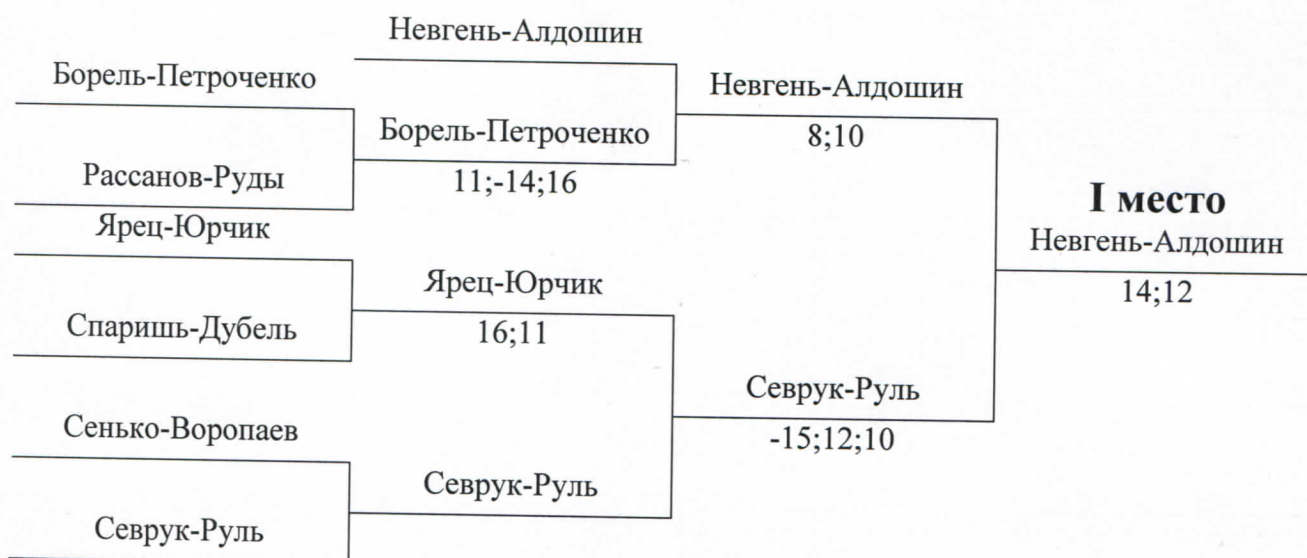 Невгень-Алдошин
Борель-Петроченко
Невгень-Алдошин
Борель-Петроченко
8;10
Рассанов-Руды
11;-14;16
I место
Ярец-Юрчик
Невгень-Алдошин
Ярец-Юрчик
14;12
Спаришь-Дубель
16;11
Севрук-Руль
Сенько-Воропаев
-15;12;10
Севрук-Руль
Севрук-Руль